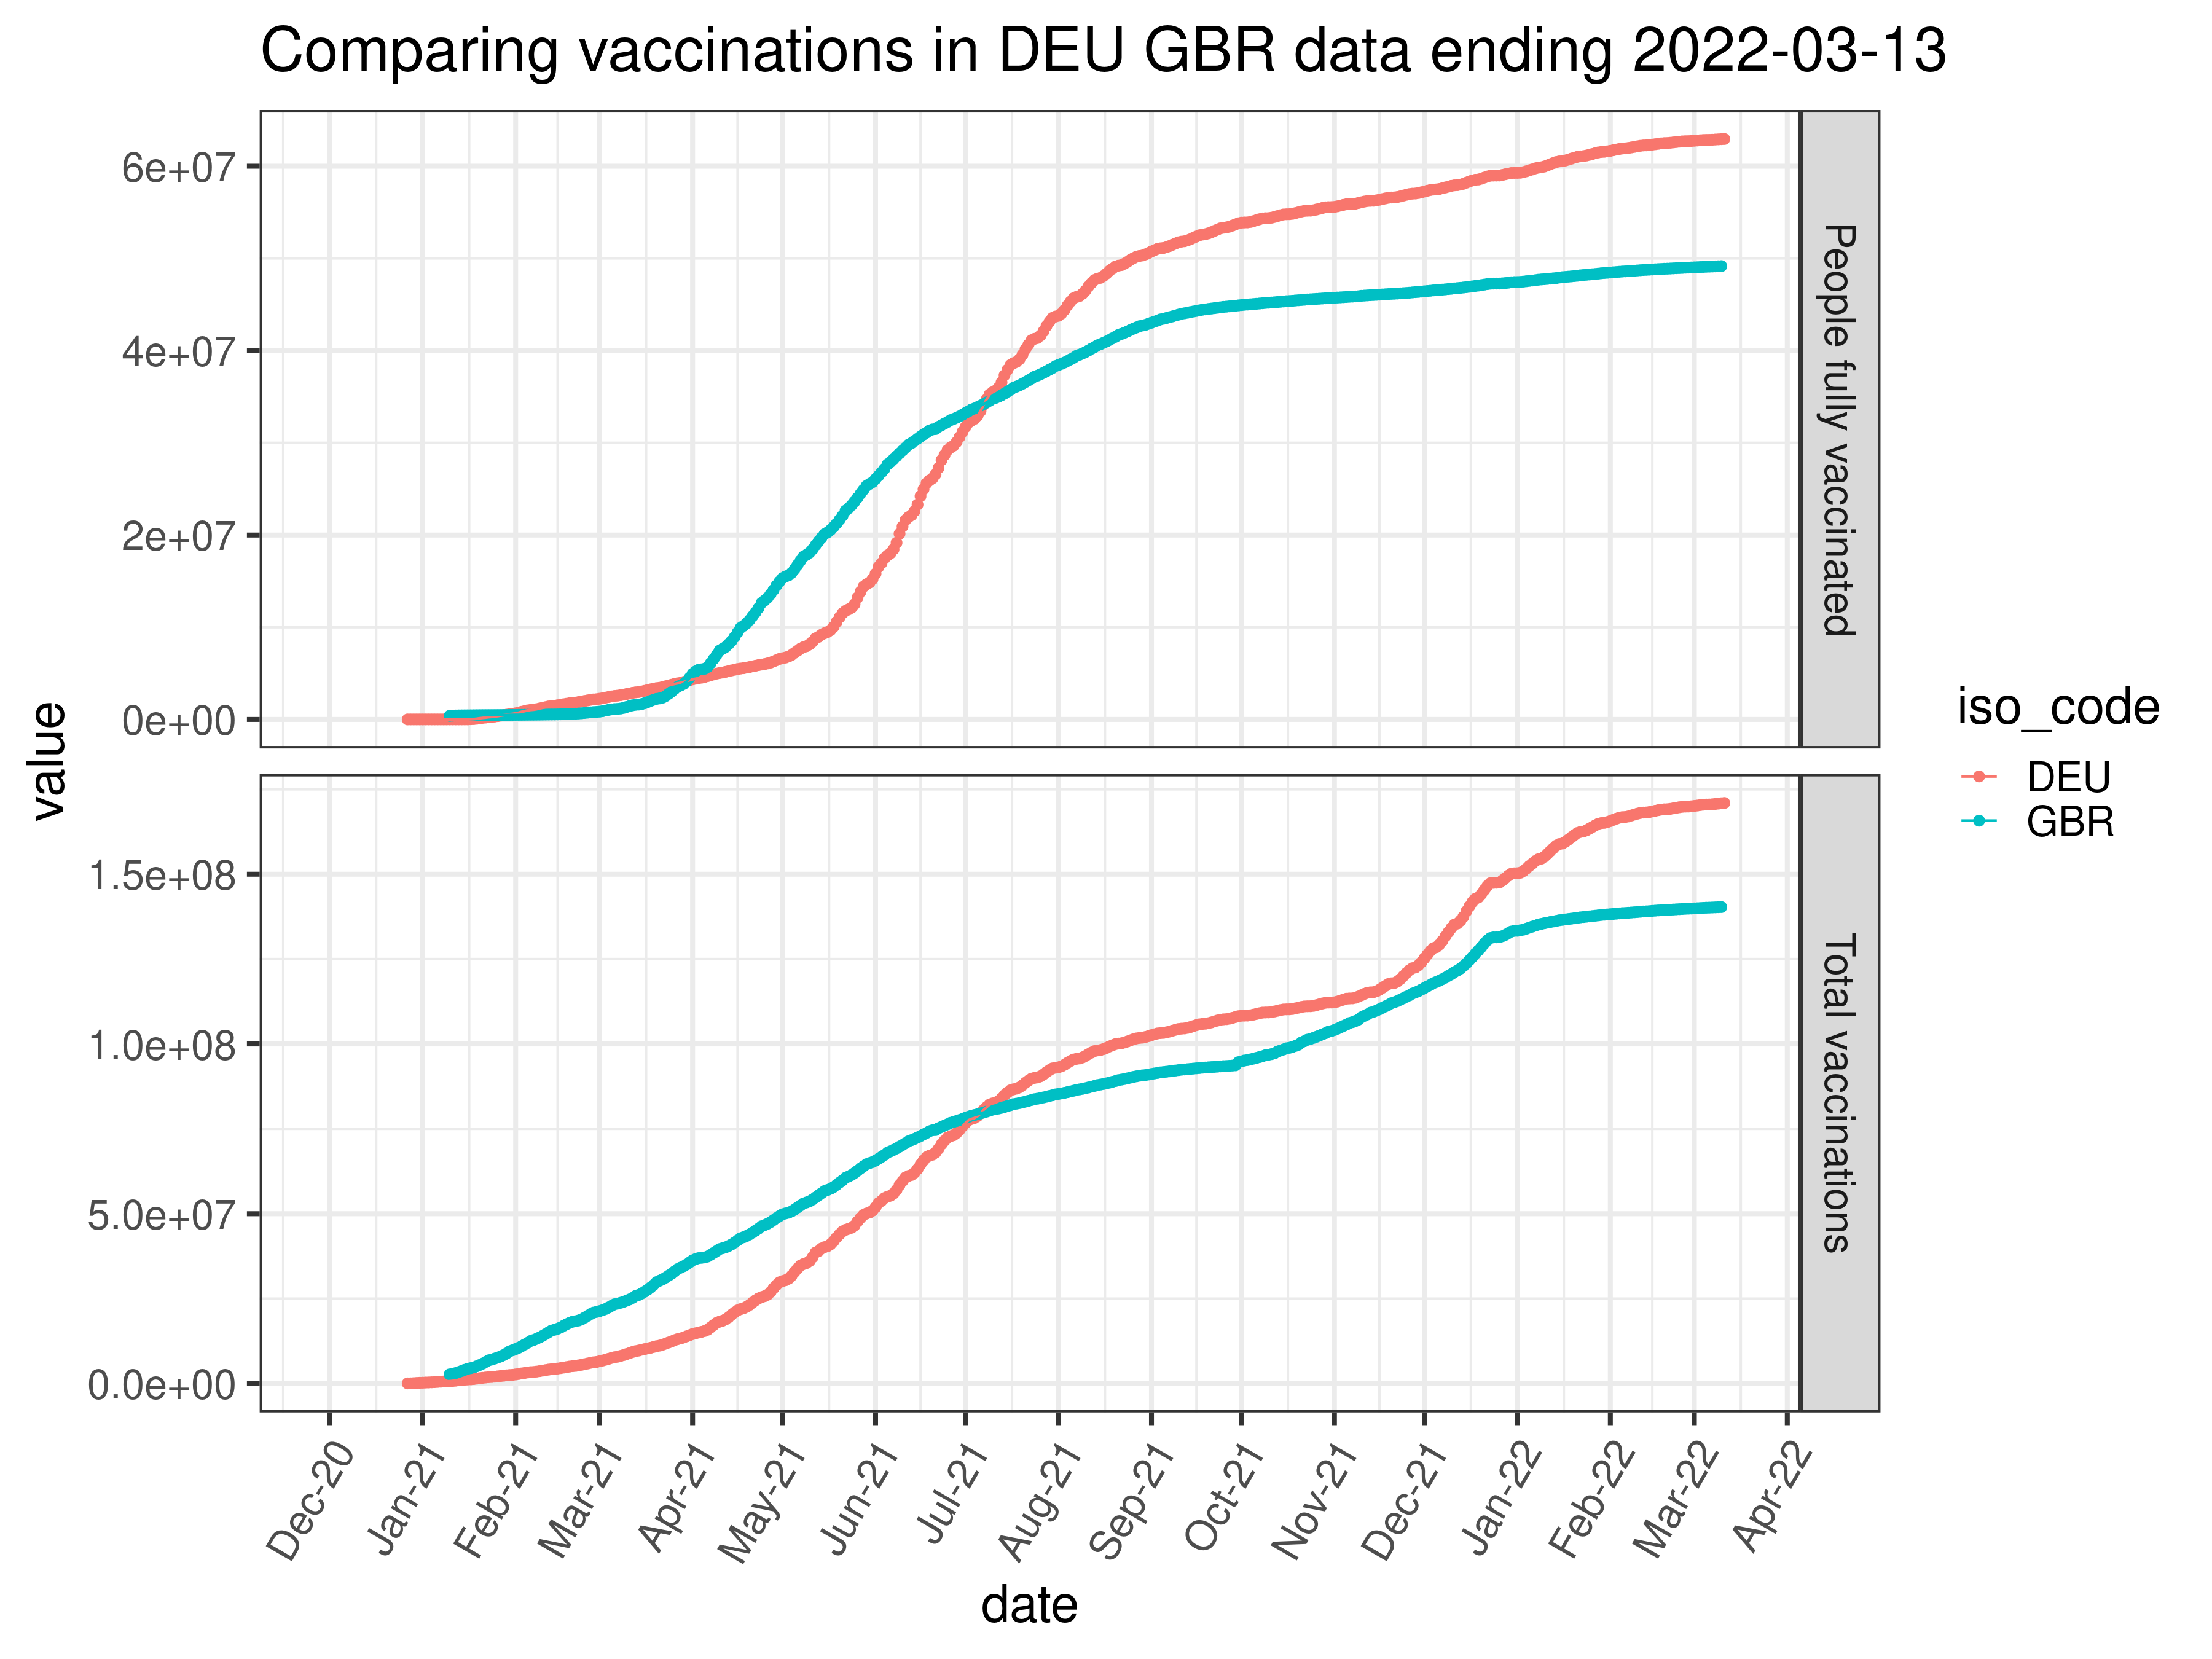 Comparing vaccinations in DEU GBR data ending 2022-03-13
value
6e+07
4e+07
2e+07
0e+00
People fully vaccinated
1.5e+08
1.0e+08
5.0e+07
0.0e+00
Total vaccinations
Dec-20
Jan-21
Feb-21
Mar-21
Apr-21
May-21
Jun-21
Jul-21
Aug-21
Sep-21
Oct-21
Nov-21
Dec-21
Jan-22
Feb-22
Mar-22
Apr-22
date
iso_code
DEU
GBR